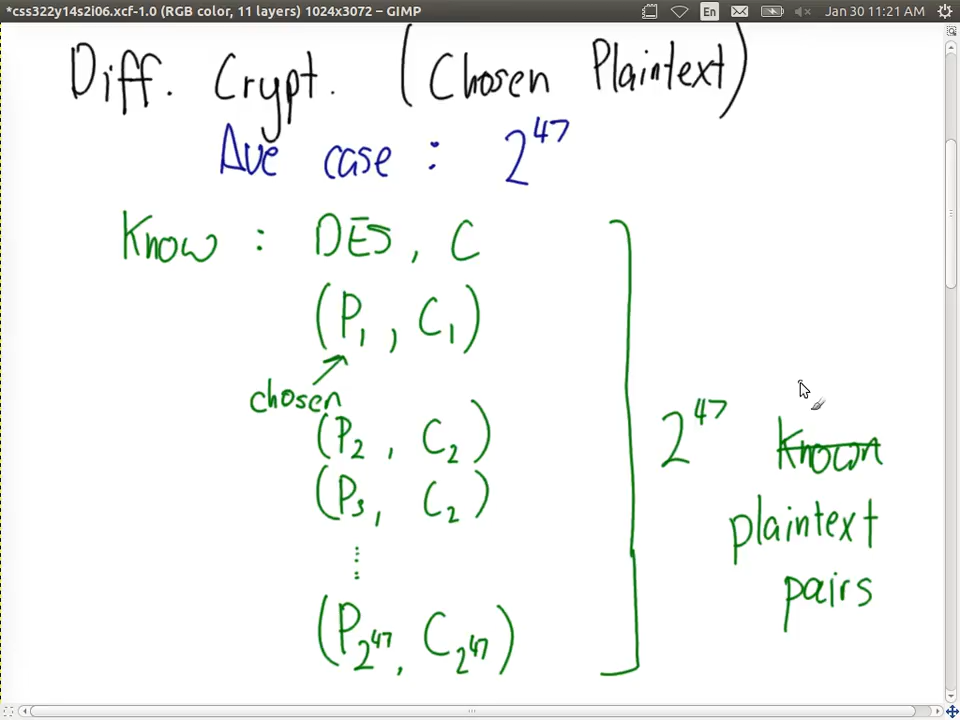 *css322y14s2i06.xcf-1.0 (RGB color, 11 layers) 1024x3072 – GIMP En Jan 30 11:21 AM
Diff. Crypt. (Chosen Plaintext)
Ave case : 2^47
Know : DES, C
(P1, C1)
chosen
(P2, C2)
2^47 Known
(P3, C2)
plaintext
pairs
(P2^47, C2^47)